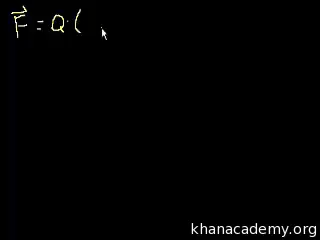 F⃗ = Q · (
khanacademy.org